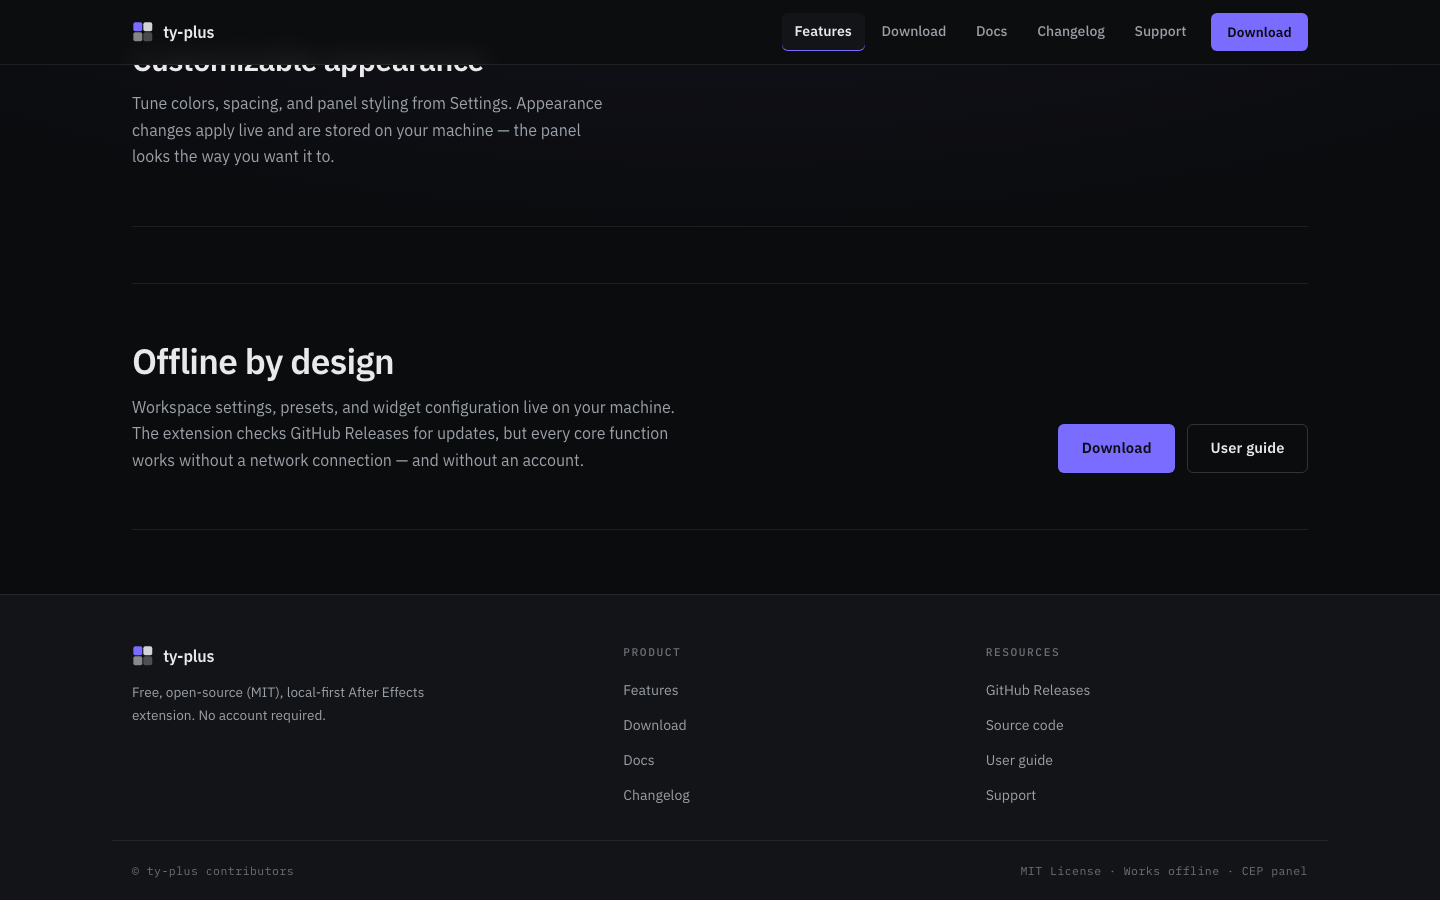 ty-plus
Features
Download
Docs
Changelog
Support
Download
Customizable appearance
Tune colors, spacing, and panel styling from Settings. Appearance
changes apply live and are stored on your machine — the panel
looks the way you want it to.
Offline by design
Workspace settings, presets, and widget configuration live on your machine.
The extension checks GitHub Releases for updates, but every core function
works without a network connection — and without an account.
Download
User guide
ty-plus
Free, open-source (MIT), local-first After Effects
extension. No account required.
PRODUCT
Features
Download
Docs
Changelog
RESOURCES
GitHub Releases
Source code
User guide
Support
© ty-plus contributors
MIT License · Works offline · CEP panel